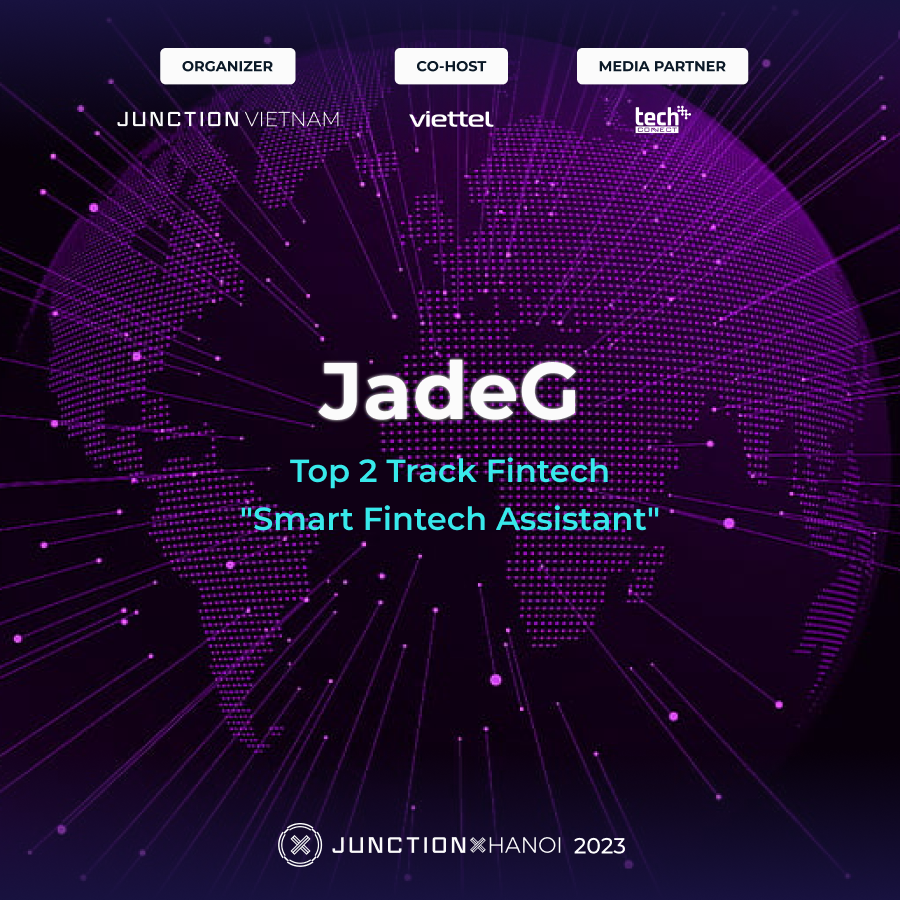 ORGANIZER
CO-HOST
MEDIA PARTNER
JUNCTION VIETNAM
viettel
tech
CONNECT
JadeG
Top 2 Track Fintech
"Smart Fintech Assistant"
JUNCTION X HANOI 2023